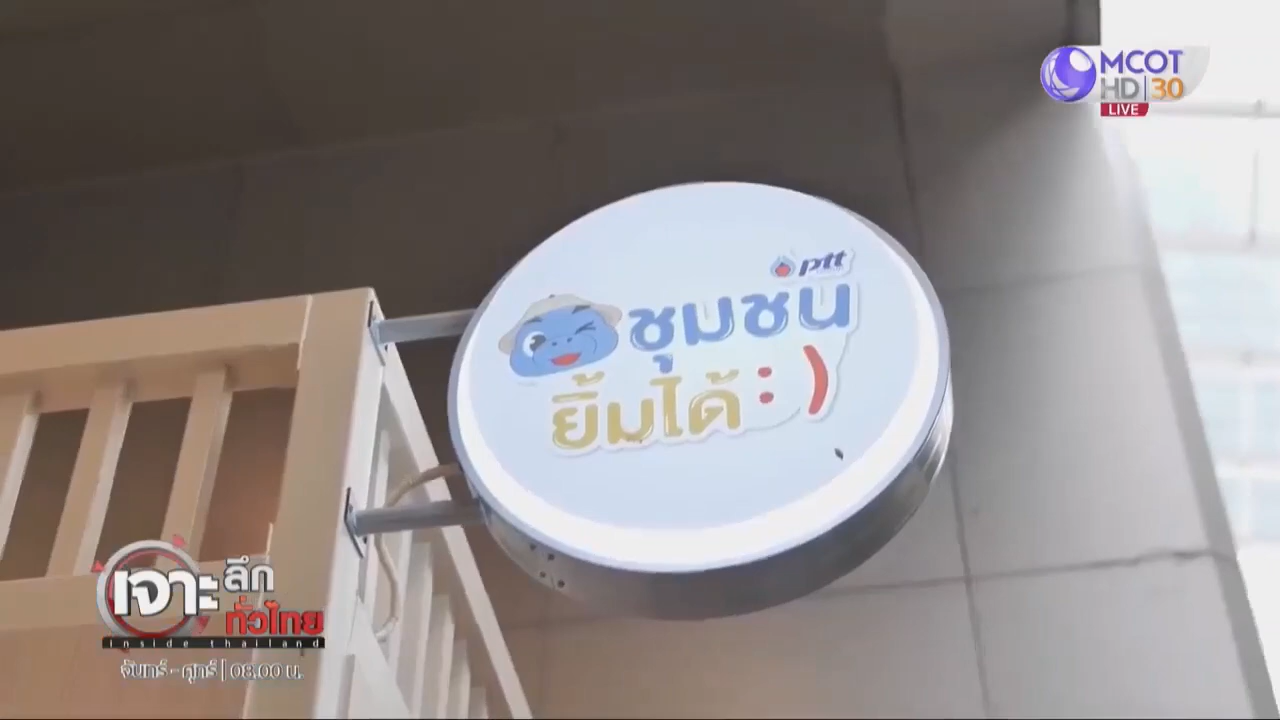 MCOT
HD 30
LIVE
ptt
ชุมชน
ยิ้มได้ :)
เจาะลึก
ทั่วไทย
inside thailand
จันทร์ - ศุกร์ | 08.00 น.